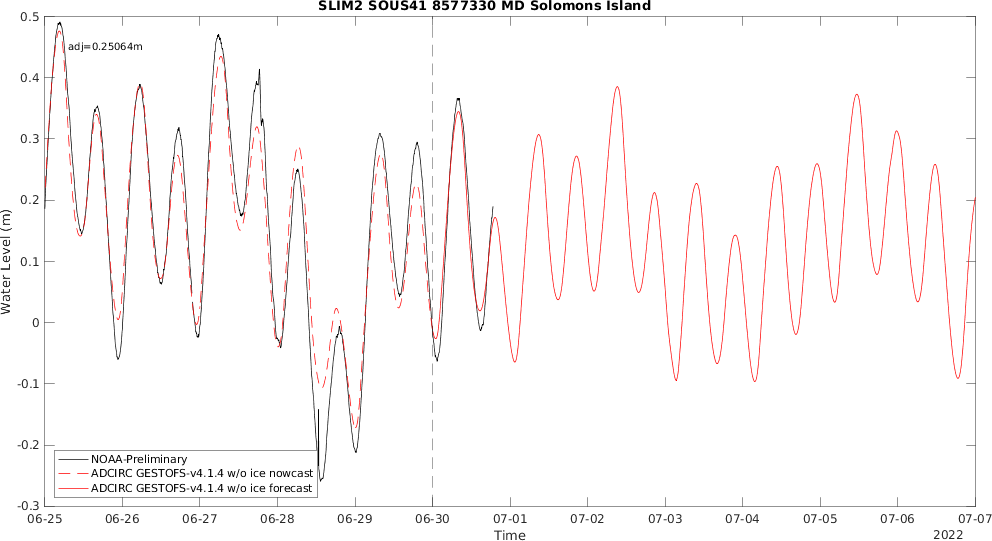 SLIM2 SOUS41 8577330 MD Solomons Island
adj=0.25064m
0.5
0.4
0.3
0.2
0.1
0
-0.1
-0.2
-0.3
Water Level (m)
NOAA-Preliminary
ADCIRC GESTOFS-v4.1.4 w/o ice nowcast
ADCIRC GESTOFS-v4.1.4 w/o ice forecast
06-25 06-26 06-27 06-28 06-29 06-30 07-01 07-02 07-03 07-04 07-05 07-06 07-07
Time
2022